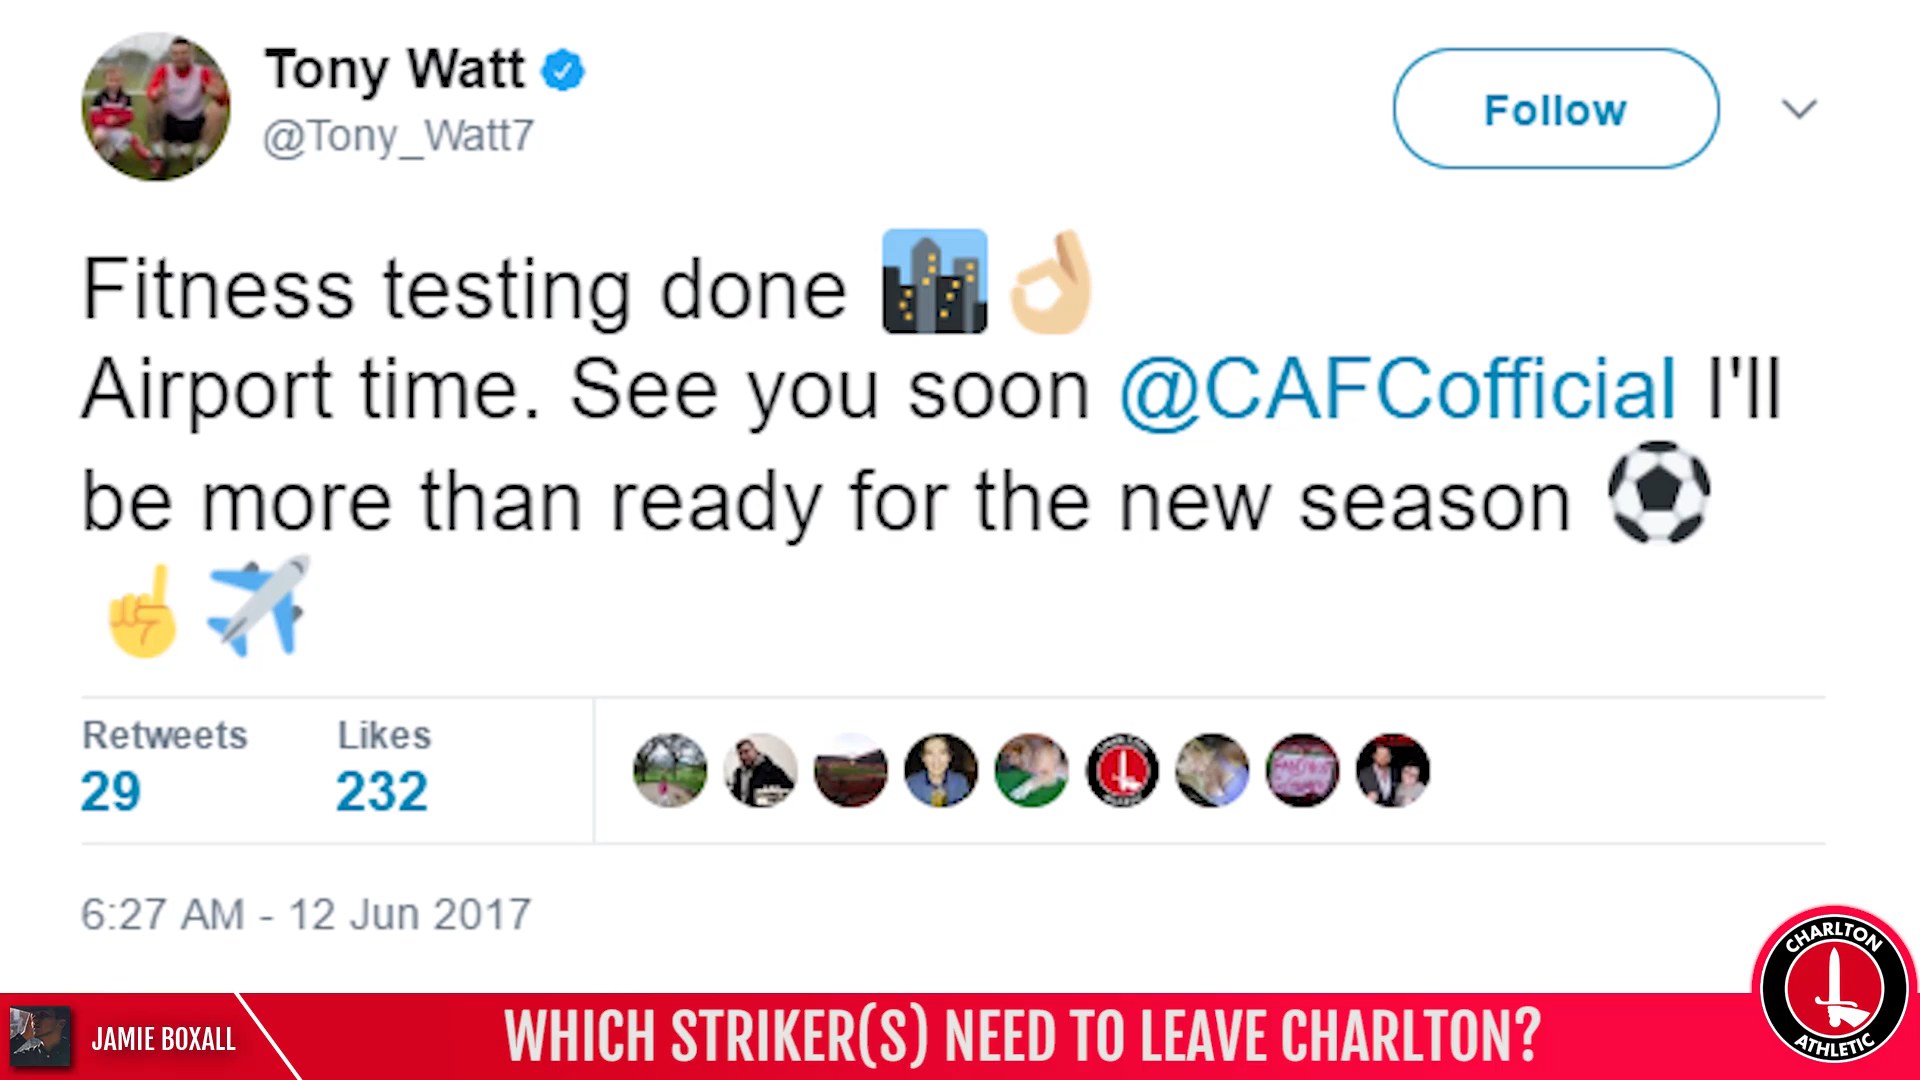 Tony Watt
@Tony_Watt7
Follow
Fitness testing done
Airport time. See you soon @CAFCofficial I'll
be more than ready for the new season
Retweets
Likes
29
232
6:27 AM - 12 Jun 2017
CHARLTON
ATHLETIC
JAMIE BOXALL
WHICH STRIKER(S) NEED TO LEAVE CHARLTON?